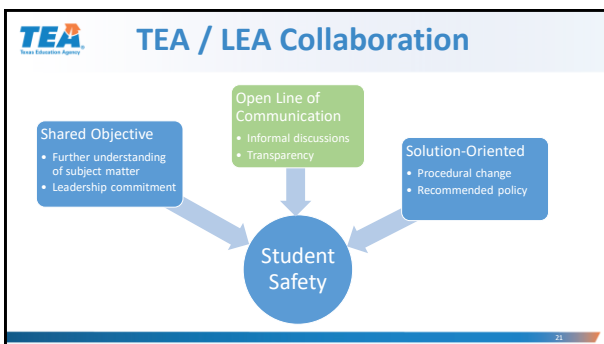 TEA
Texas Education Agency
TEA / LEA Collaboration
Shared Objective
• Further understanding
of subject matter
• Leadership commitment
Open Line of
Communication
• Informal discussions
• Transparency
Solution-Oriented
• Procedural change
• Recommended policy
Student
Safety
21